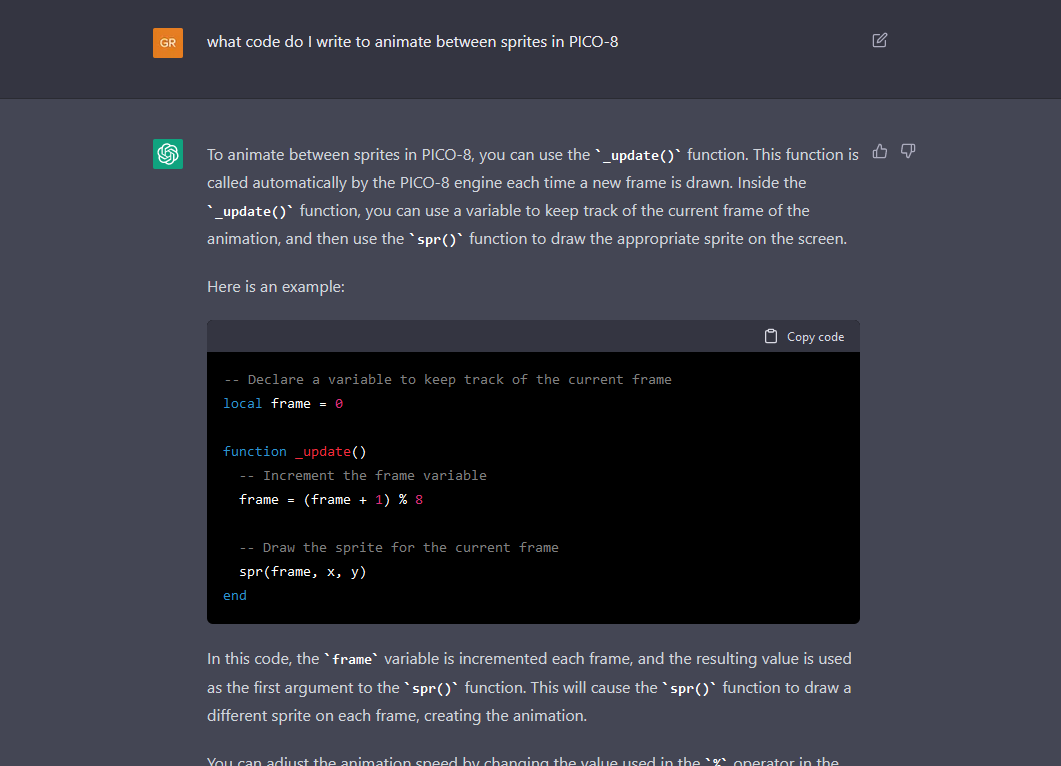 GR
what code do I write to animate between sprites in PICO-8
To animate between sprites in PICO-8, you can use the `_update()` function. This function is
called automatically by the PICO-8 engine each time a new frame is drawn. Inside the
`_update()` function, you can use a variable to keep track of the current frame of the
animation, and then use the `spr()` function to draw the appropriate sprite on the screen.
Here is an example:
Copy code
-- Declare a variable to keep track of the current frame
local frame = 0
function _update()
-- Increment the frame variable
frame = (frame + 1) % 8
-- Draw the sprite for the current frame
spr(frame, x, y)
end
In this code, the `frame` variable is incremented each frame, and the resulting value is used
as the first argument to the `spr()` function. This will cause the `spr()` function to draw a
different sprite on each frame, creating the animation.
You can adjust the animation speed by changing the value used in the `%` operator in the